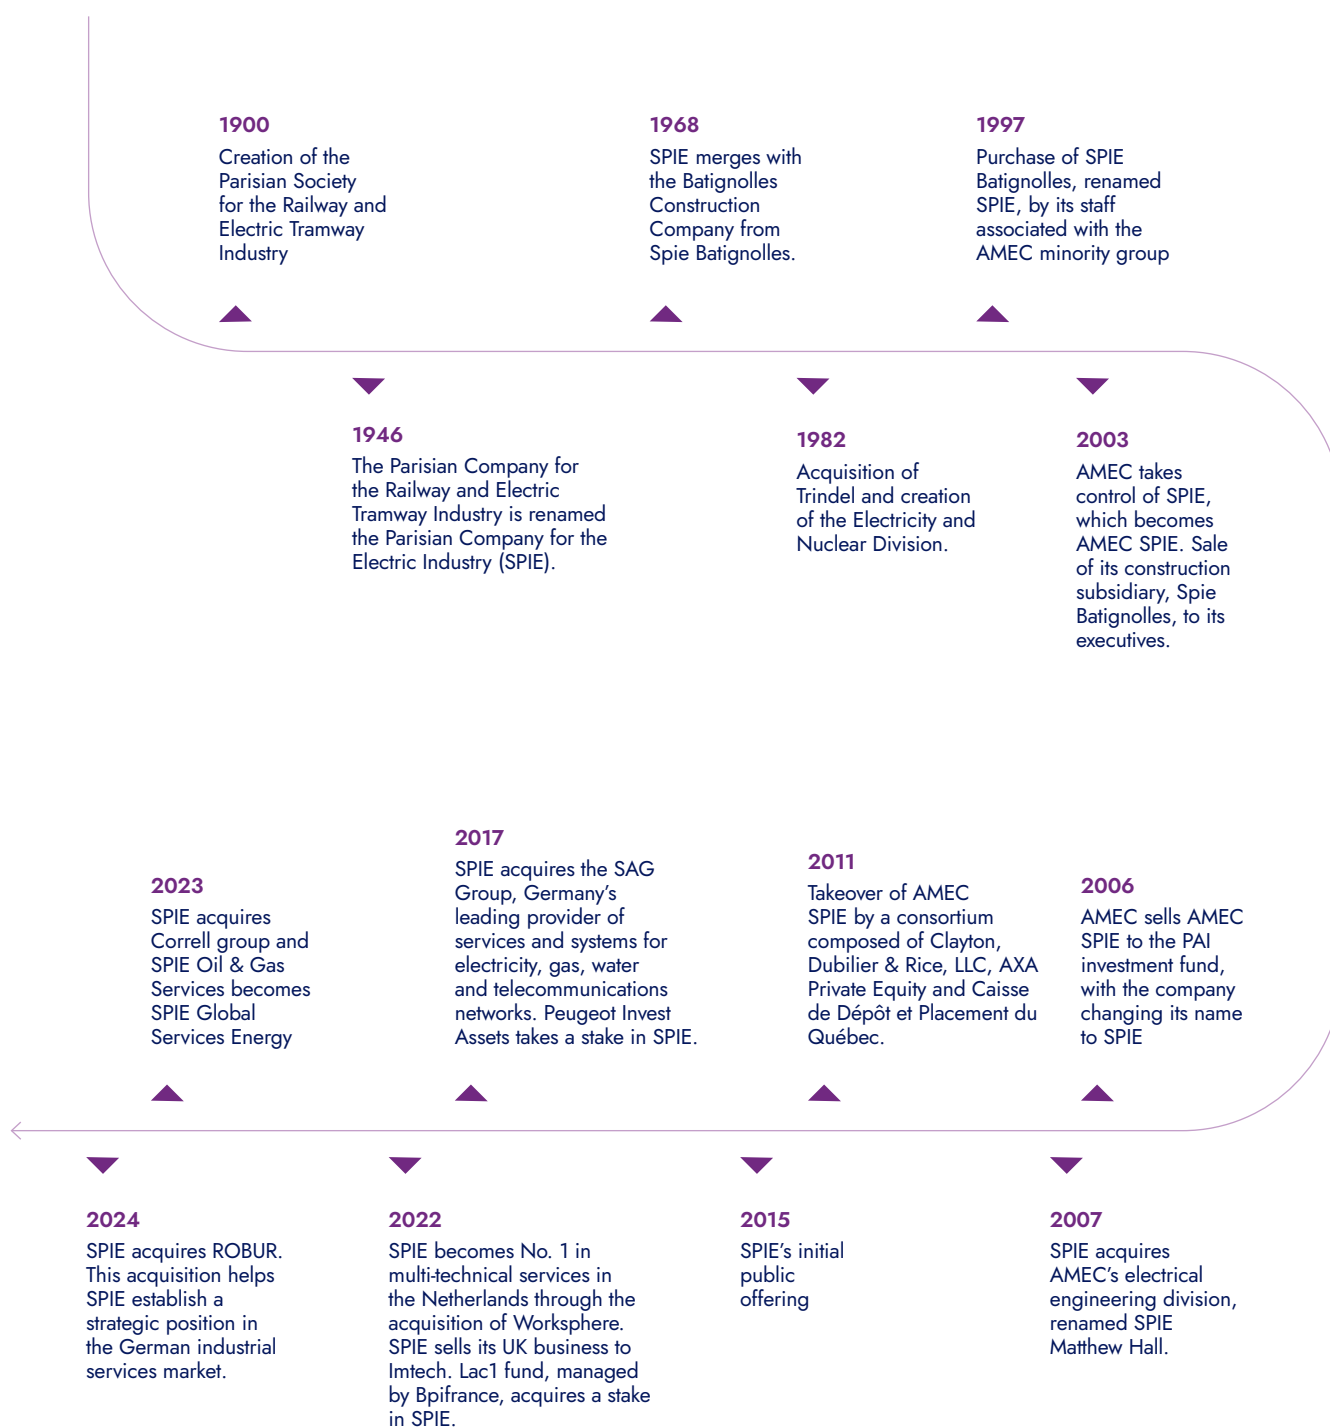 1900
Creation of the
Parisian Society
for the Railway and
Electric Tramway
Industry
1946
The Parisian Company for
the Railway and Electric
Tramway Industry is renamed
the Parisian Company for the
Electric Industry (SPIE).
1968
SPIE merges with
the Batignolles
Construction
Company from
Spie Batignolles.
1982
Acquisition of
Trindel and creation
of the Electricity and
Nuclear Division.
1997
Purchase of SPIE
Batignolles, renamed
SPIE, by its staff
associated with the
AMEC minority group
2003
AMEC takes
control of SPIE,
which becomes
AMEC SPIE. Sale
of its construction
subsidiary, Spie
Batignolles, to its
executives.
2006
AMEC sells AMEC
SPIE to the PAI
investment fund,
with the company
changing its name
to SPIE
2007
SPIE acquires
AMEC’s electrical
engineering division,
renamed SPIE
Matthew Hall.
2011
Takeover of AMEC
SPIE by a consortium
composed of Clayton,
Dubilier & Rice, LLC, AXA
Private Equity and Caisse
de Dépôt et Placement du
Québec.
2015
SPIE’s initial
public
offering
2017
SPIE acquires the SAG
Group, Germany’s
leading provider of
services and systems for
electricity, gas, water
and telecommunications
networks. Peugeot Invest
Assets takes a stake in SPIE.
2022
SPIE becomes No. 1 in
multi-technical services in
the Netherlands through the
acquisition of Worksphere.
SPIE sells its UK business to
Imtech. Lac1 fund, managed
by Bpifrance, acquires a stake
in SPIE.
2023
SPIE acquires
Correll group and
SPIE Oil & Gas
Services becomes
SPIE Global
Services Energy
2024
SPIE acquires ROBUR.
This acquisition helps
SPIE establish a
strategic position in
the German industrial
services market.